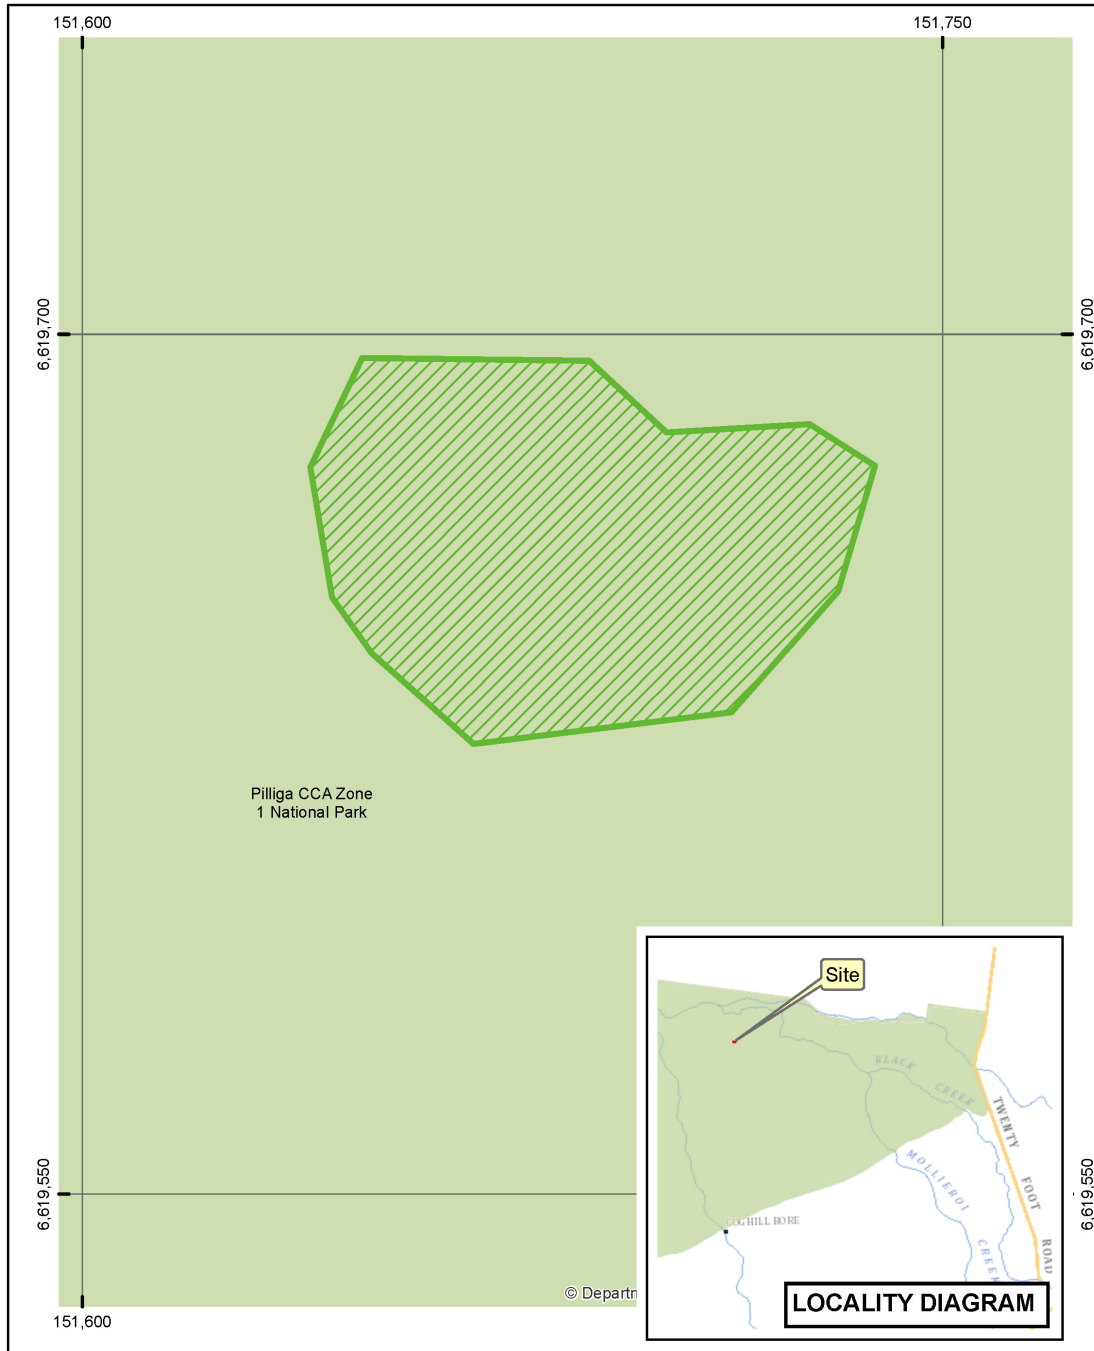 151,600
151,750
6,619,700
6,619,700
Pilliga CCA Zone
1 National Park
Site
BLACK
CREEK
TWENTY
FOOT
ROAD
MOLLIEROI
CREEK
COGHILL BORE
6,619,550
6,619,550
© Departm
LOCALITY DIAGRAM
151,600